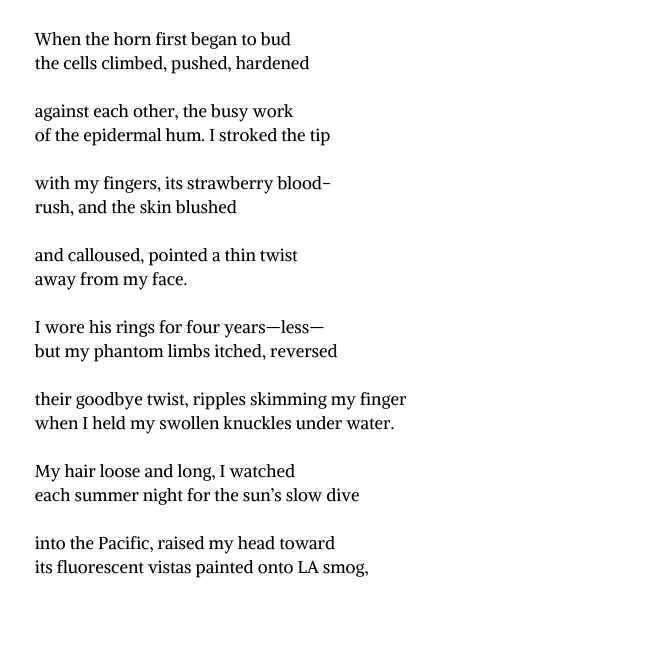 When the horn first began to bud
the cells climbed, pushed, hardened
against each other, the busy work
of the epidermal hum. I stroked the tip
with my fingers, its strawberry blood-
rush, and the skin blushed
and calloused, pointed a thin twist
away from my face.
I wore his rings for four years—less—
but my phantom limbs itched, reversed
their goodbye twist, ripples skimming my finger
when I held my swollen knuckles under water.
My hair loose and long, I watched
each summer night for the sun’s slow dive
into the Pacific, raised my head toward
its fluorescent vistas painted onto LA smog,